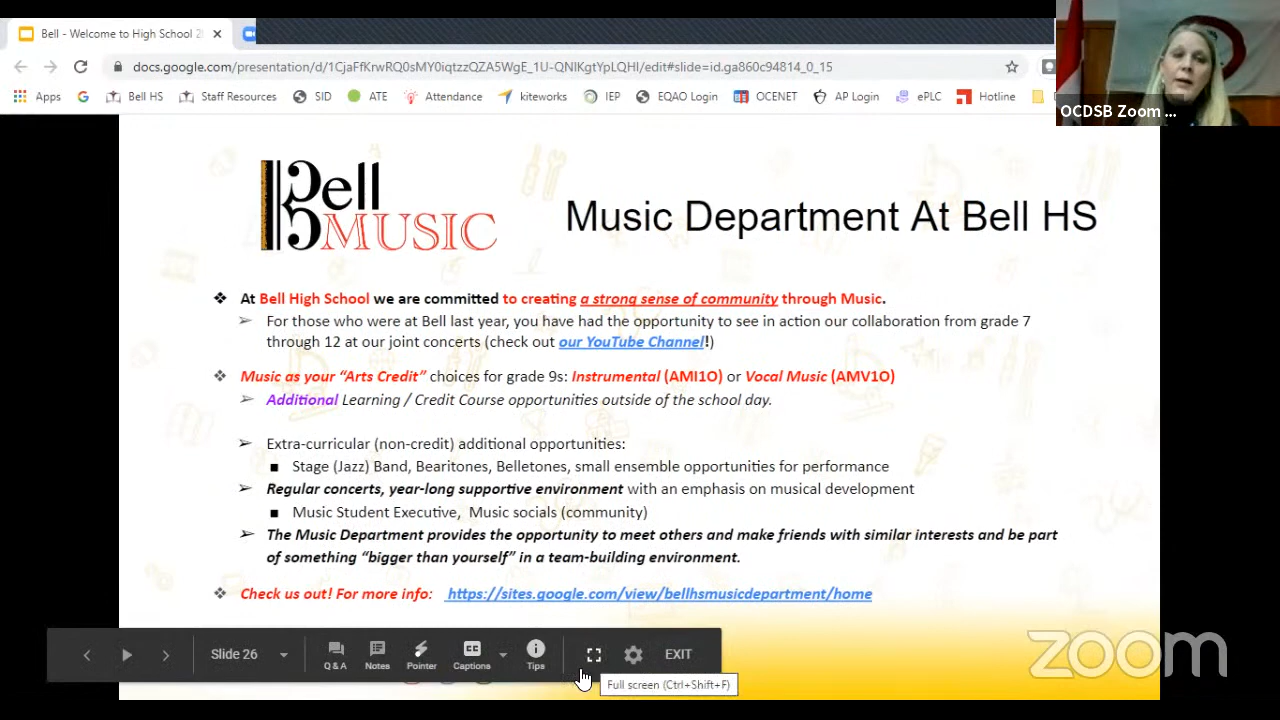 Bell - Welcome to High School 2
docs.google.com/presentation/d/1CjaFfKrwRQ0sMY0iqtzzQZA5WgE_1U-QNIKgtYpLQHI/edit#slide=id.ga860c94814_0_15
Apps Bell HS Staff Resources SID ATE Attendance kiteworks IEP EQAO Login OCENET AP Login ePLC Hotline
OCDSB Zoom ...
Bell
MUSIC
Music Department At Bell HS
❖ At Bell High School we are committed to creating a strong sense of community through Music.
➢ For those who were at Bell last year, you have had the opportunity to see in action our collaboration from grade 7
through 12 at our joint concerts (check out our YouTube Channel!)
❖ Music as your “Arts Credit” choices for grade 9s: Instrumental (AMI1O) or Vocal Music (AMV1O)
➢ Additional Learning / Credit Course opportunities outside of the school day.
➢ Extra-curricular (non-credit) additional opportunities:
■ Stage (Jazz) Band, Bearitones, Belletones, small ensemble opportunities for performance
➢ Regular concerts, year-long supportive environment with an emphasis on musical development
■ Music Student Executive, Music socials (community)
➢ The Music Department provides the opportunity to meet others and make friends with similar interests and be part
of something “bigger than yourself” in a team-building environment.
❖ Check us out! For more info: https://sites.google.com/view/bellhsmusicdepartment/home
Slide 26 Q & A Notes Pointer CC Captions Tips EXIT
Full screen (Ctrl+Shift+F)
zoom